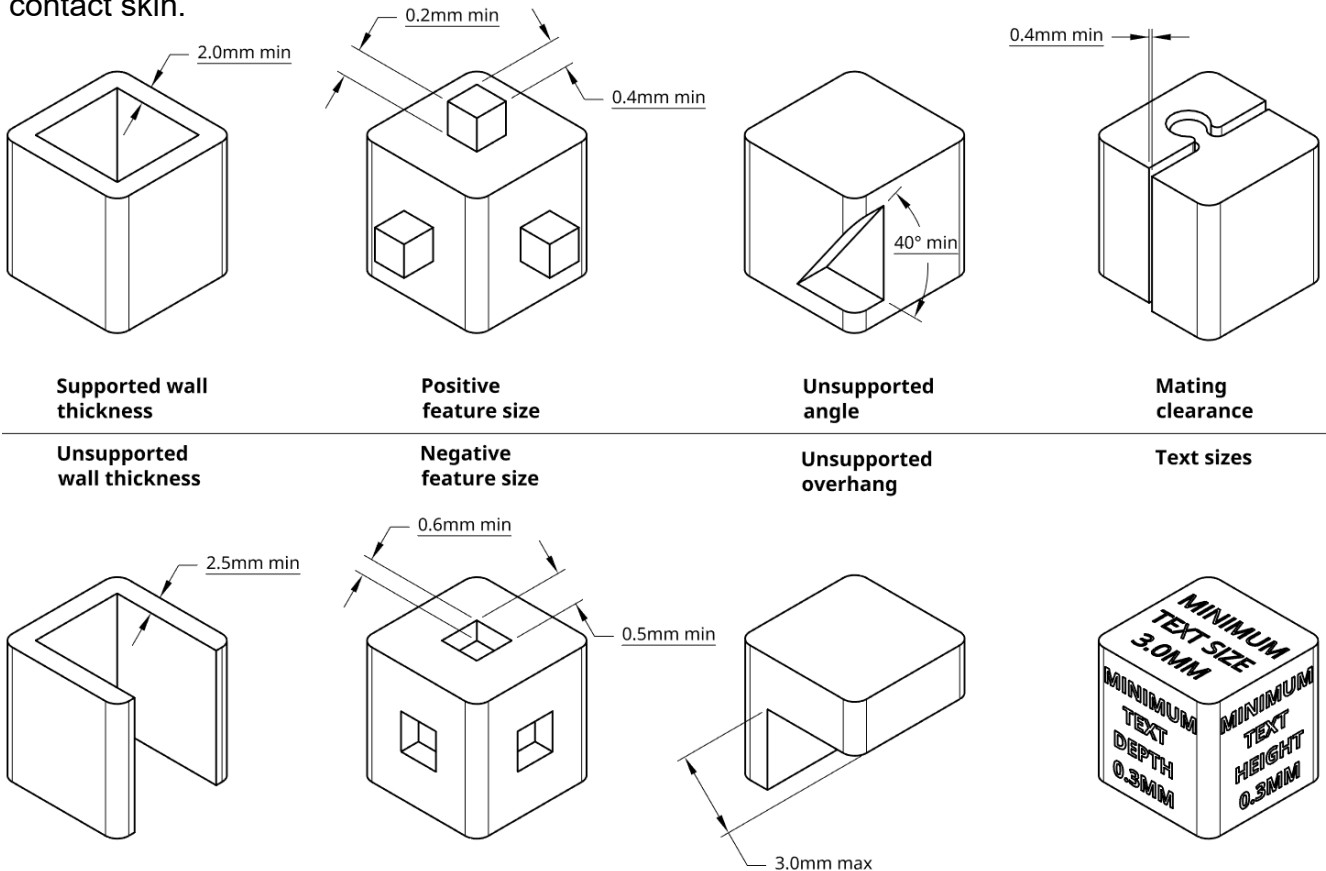 contact skin.
0.2mm min
0.4mm min
2.0mm min
0.4mm min
40° min
Supported wall
thickness
Positive
feature size
Unsupported
angle
Mating
clearance
Unsupported
wall thickness
Negative
feature size
Unsupported
overhang
Text sizes
0.6mm min
2.5mm min
0.5mm min
3.0mm max
MINIMUM
TEXT SIZE
3.0MM
MINIMUM
TEXT
DEPTH
0.3MM
MINIMUM
TEXT
HEIGHT
0.3MM